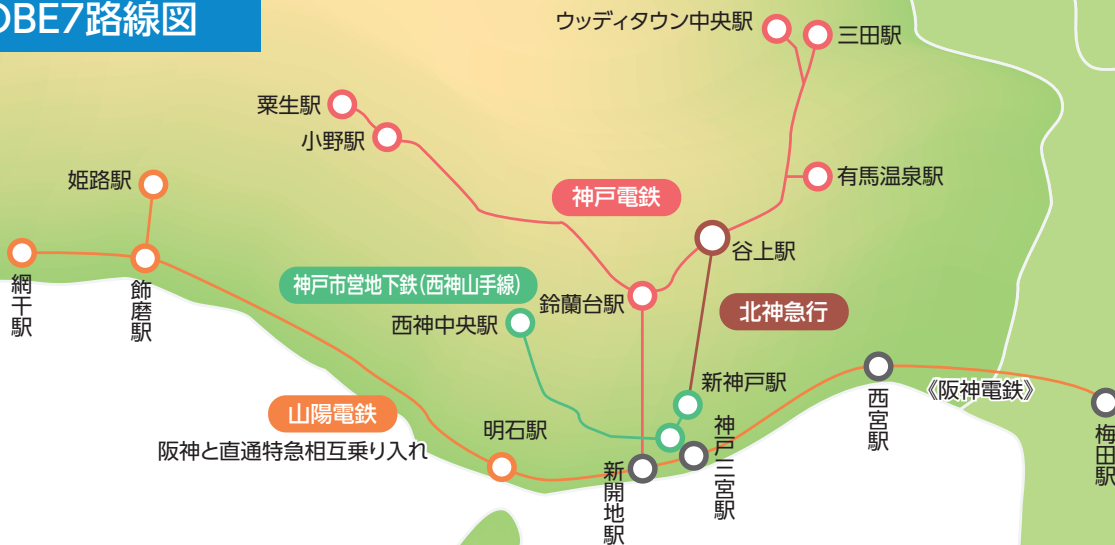 OBE7路線図
ウッディタウン中央駅
三田駅
粟生駅
小野駅
姫路駅
有馬温泉駅
神戸電鉄
谷上駅
網干駅
飾磨駅
神戸市営地下鉄(西神山手線)
鈴蘭台駅
北神急行
西神中央駅
新神戸駅
西宮駅
《阪神電鉄》
梅田駅
山陽電鉄
阪神と直通特急相互乗り入れ
明石駅
新開地駅
神戸三宮駅